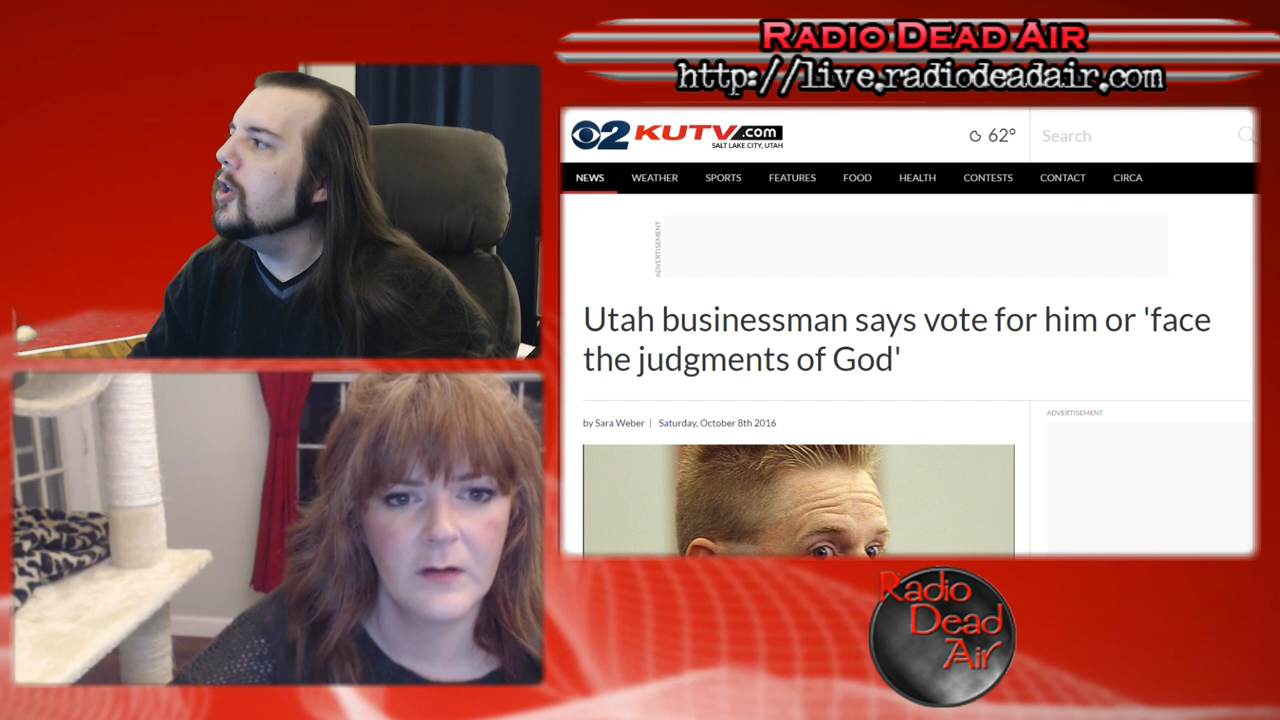 RADIO DEAD AIR
http://live.radiodeadair.com
2 KUTV.com
SALT LAKE CITY, UTAH
62°
Search
NEWS WEATHER SPORTS FEATURES FOOD HEALTH CONTESTS CONTACT CIRCA
ADVERTISEMENT
Utah businessman says vote for him or 'face
the judgments of God'
by Sara Weber | Saturday, October 8th 2016
ADVERTISEMENT
Radio
Dead
Air